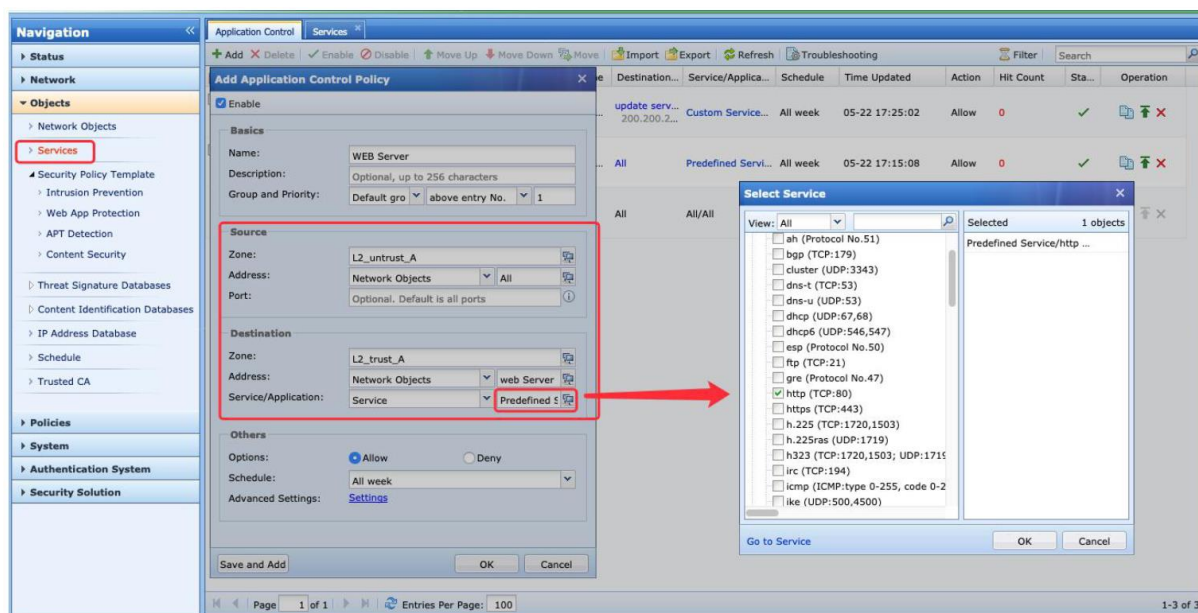 Navigation
Status
Network
Objects
Network Objects
Services
Security Policy Template
Intrusion Prevention
Web App Protection
APT Detection
Content Security
Threat Signature Databases
Content Identification Databases
IP Address Database
Schedule
Trusted CA
Policies
System
Authentication System
Security Solution
Application Control Services
Add Delete Enable Disable Move Up Move Down Move Import Export Refresh Troubleshooting Filter Search
Destination... Service/Applica... Schedule Time Updated Action Hit Count Sta... Operation
update serv... Custom Service... All week 05-22 17:25:02 Allow 0
200.200.2...
All Predefined Servi... All week 05-22 17:15:08 Allow 0
All All/All
Add Application Control Policy
Enable
Basics
Name: WEB Server
Description: Optional, up to 256 characters
Group and Priority: Default gro above entry No. 1
Source
Zone: L2_untrust_A
Address: Network Objects All
Port: Optional. Default is all ports
Destination
Zone: L2_trust_A
Address: Network Objects web Server
Service/Application: Service Predefined S
Others
Options: Allow Deny
Schedule: All week
Advanced Settings: Settings
Save and Add OK Cancel
Select Service
View: All
Selected 1 objects
Predefined Service/http ...
ah (Protocol No.51)
bgp (TCP:179)
cluster (UDP:3343)
dns-t (TCP:53)
dns-u (UDP:53)
dhcp (UDP:67,68)
dhcp6 (UDP:546,547)
esp (Protocol No.50)
ftp (TCP:21)
gre (Protocol No.47)
http (TCP:80)
https (TCP:443)
h.225 (TCP:1720,1503)
h.225ras (UDP:1719)
h323 (TCP:1720,1503; UDP:1719
irc (TCP:194)
icmp (ICMP:type 0-255, code 0-2
ike (UDP:500,4500)
Go to Service OK Cancel
Page 1 of 1 Entries Per Page: 100 1-3 of 3